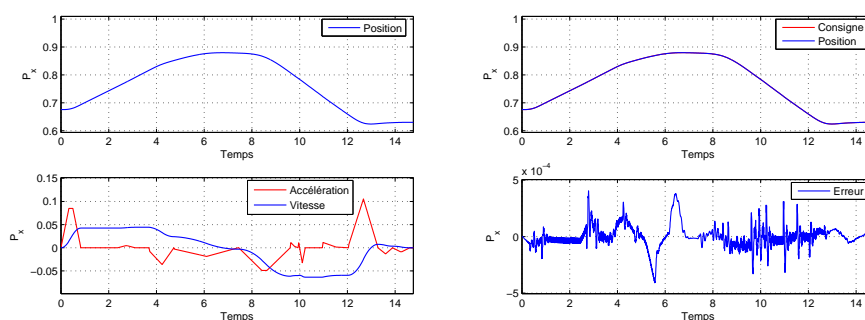 1
0.9
0.8
0.7
0.6
P_x
0 2 4 6 8 10 12 14
Temps
Position
1
0.9
0.8
0.7
0.6
P_x
0 2 4 6 8 10 12 14
Temps
Consigne
Position
0.15
0.1
0.05
0
−0.05
P_x
0 2 4 6 8 10 12 14
Temps
Accélération
Vitesse
x 10⁻⁴
5
0
−5
P_x
0 2 4 6 8 10 12 14
Temps
Erreur